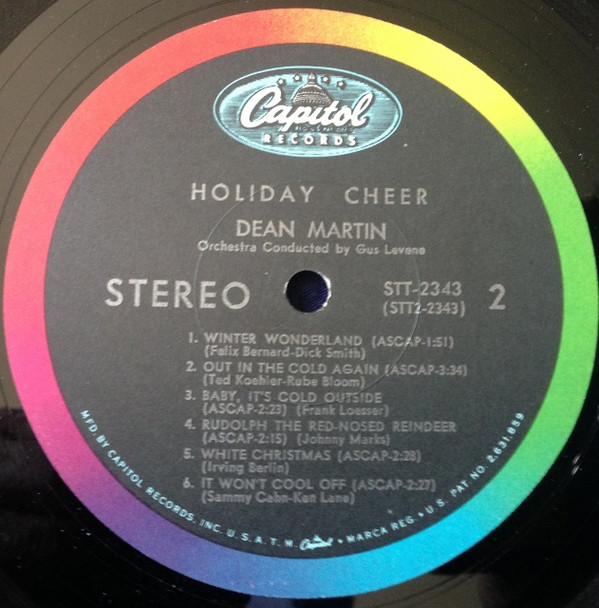 Capitol
RECORDS
HOLIDAY CHEER
DEAN MARTIN
Orchestra Conducted by Gus Levene
STEREO
STT-2343
(STT2-2343)
2
1. WINTER WONDERLAND (ASCAP-1:51)
(Felix Bernard-Dick Smith)
2. OUT IN THE COLD AGAIN (ASCAP-3:34)
(Ted Koehler-Rube Bloom)
3. BABY, IT'S COLD OUTSIDE
(ASCAP-2:23) (Frank Loesser)
4. RUDOLPH THE RED-NOSED REINDEER
(ASCAP-2:15) (Johnny Marks)
5. WHITE CHRISTMAS (ASCAP-2:28)
(Irving Berlin)
6. IT WON'T COOL OFF (ASCAP-2:27)
(Sammy Cahn-Ken Lane)
MFD. BY CAPITOL RECORDS, INC. U.S.A. T.M. Capitol • MARCA REG. • U.S. PAT. NO. 2,631,859